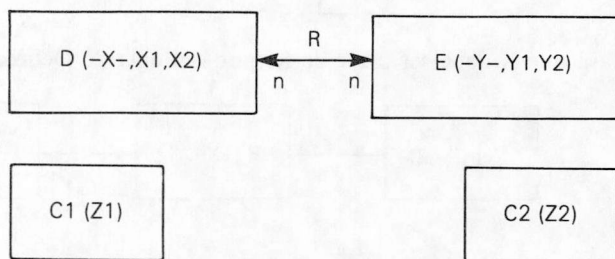 R
D (–X–,X1,X2)
E (–Y–,Y1,Y2)
n n
C1 (Z1)
C2 (Z2)